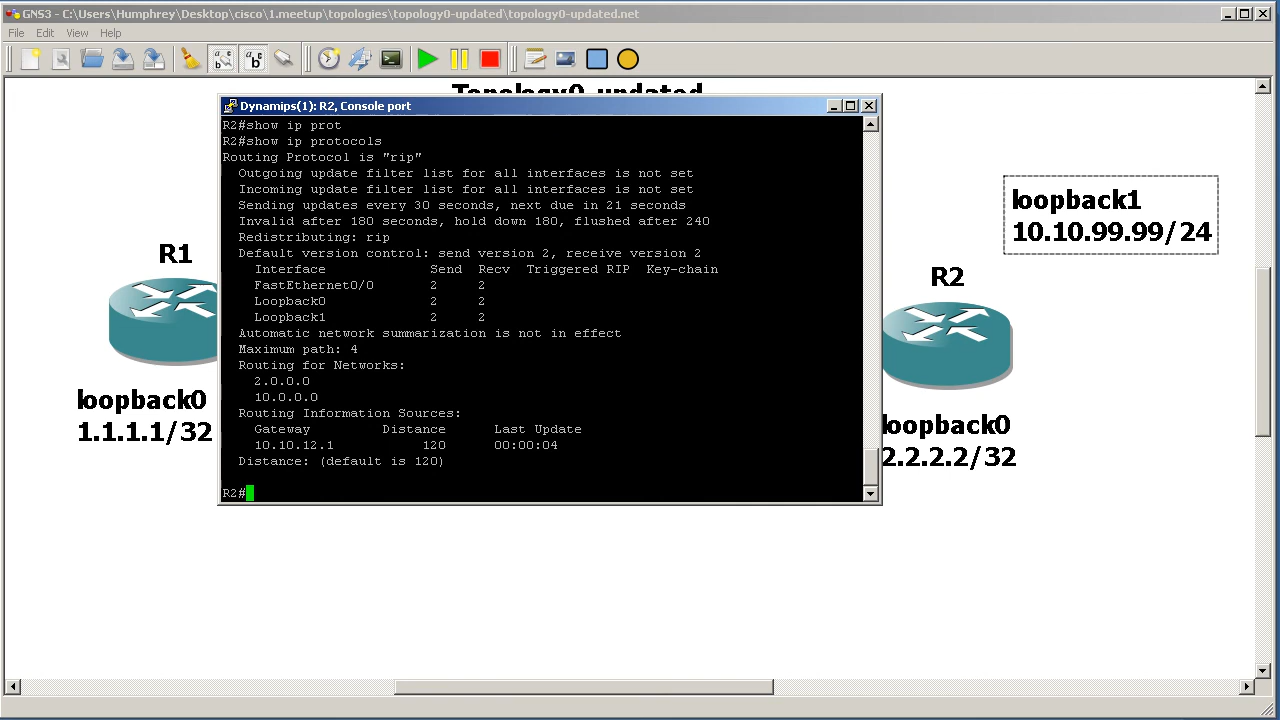 GNS3 - C:\Users\Humphrey\Desktop\cisco\1.meetup\topologies\topology0-updated\topology0-updated.net
File Edit View Help
Topology0-updated
Dynamips(1): R2, Console port
R2#show ip prot
R2#show ip protocols
Routing Protocol is "rip"
  Outgoing update filter list for all interfaces is not set
  Incoming update filter list for all interfaces is not set
  Sending updates every 30 seconds, next due in 21 seconds
  Invalid after 180 seconds, hold down 180, flushed after 240
  Redistributing: rip
  Default version control: send version 2, receive version 2
    Interface             Send  Recv  Triggered RIP  Key-chain
    FastEthernet0/0       2     2
    Loopback0             2     2
    Loopback1             2     2
  Automatic network summarization is not in effect
  Maximum path: 4
  Routing for Networks:
    2.0.0.0
    10.0.0.0
  Routing Information Sources:
    Gateway         Distance      Last Update
    10.10.12.1           120      00:00:04
  Distance: (default is 120)
R2#
R1
loopback0
1.1.1.1/32
loopback1
10.10.99.99/24
R2
loopback0
2.2.2.2/32